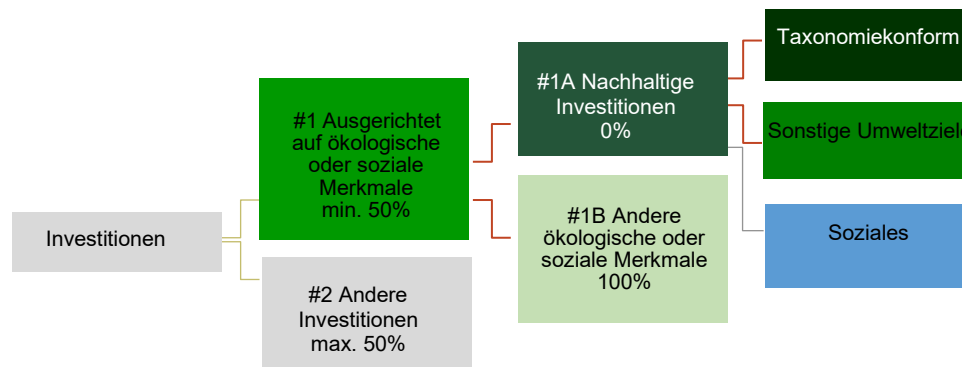 Investitionen
#1 Ausgerichtet
auf ökologische
oder soziale
Merkmale
min. 50%
#2 Andere
Investitionen
max. 50%
#1A Nachhaltige
Investitionen
0%
#1B Andere
ökologische oder
soziale Merkmale
100%
Taxonomiekonform
Sonstige Umweltziele
Soziales